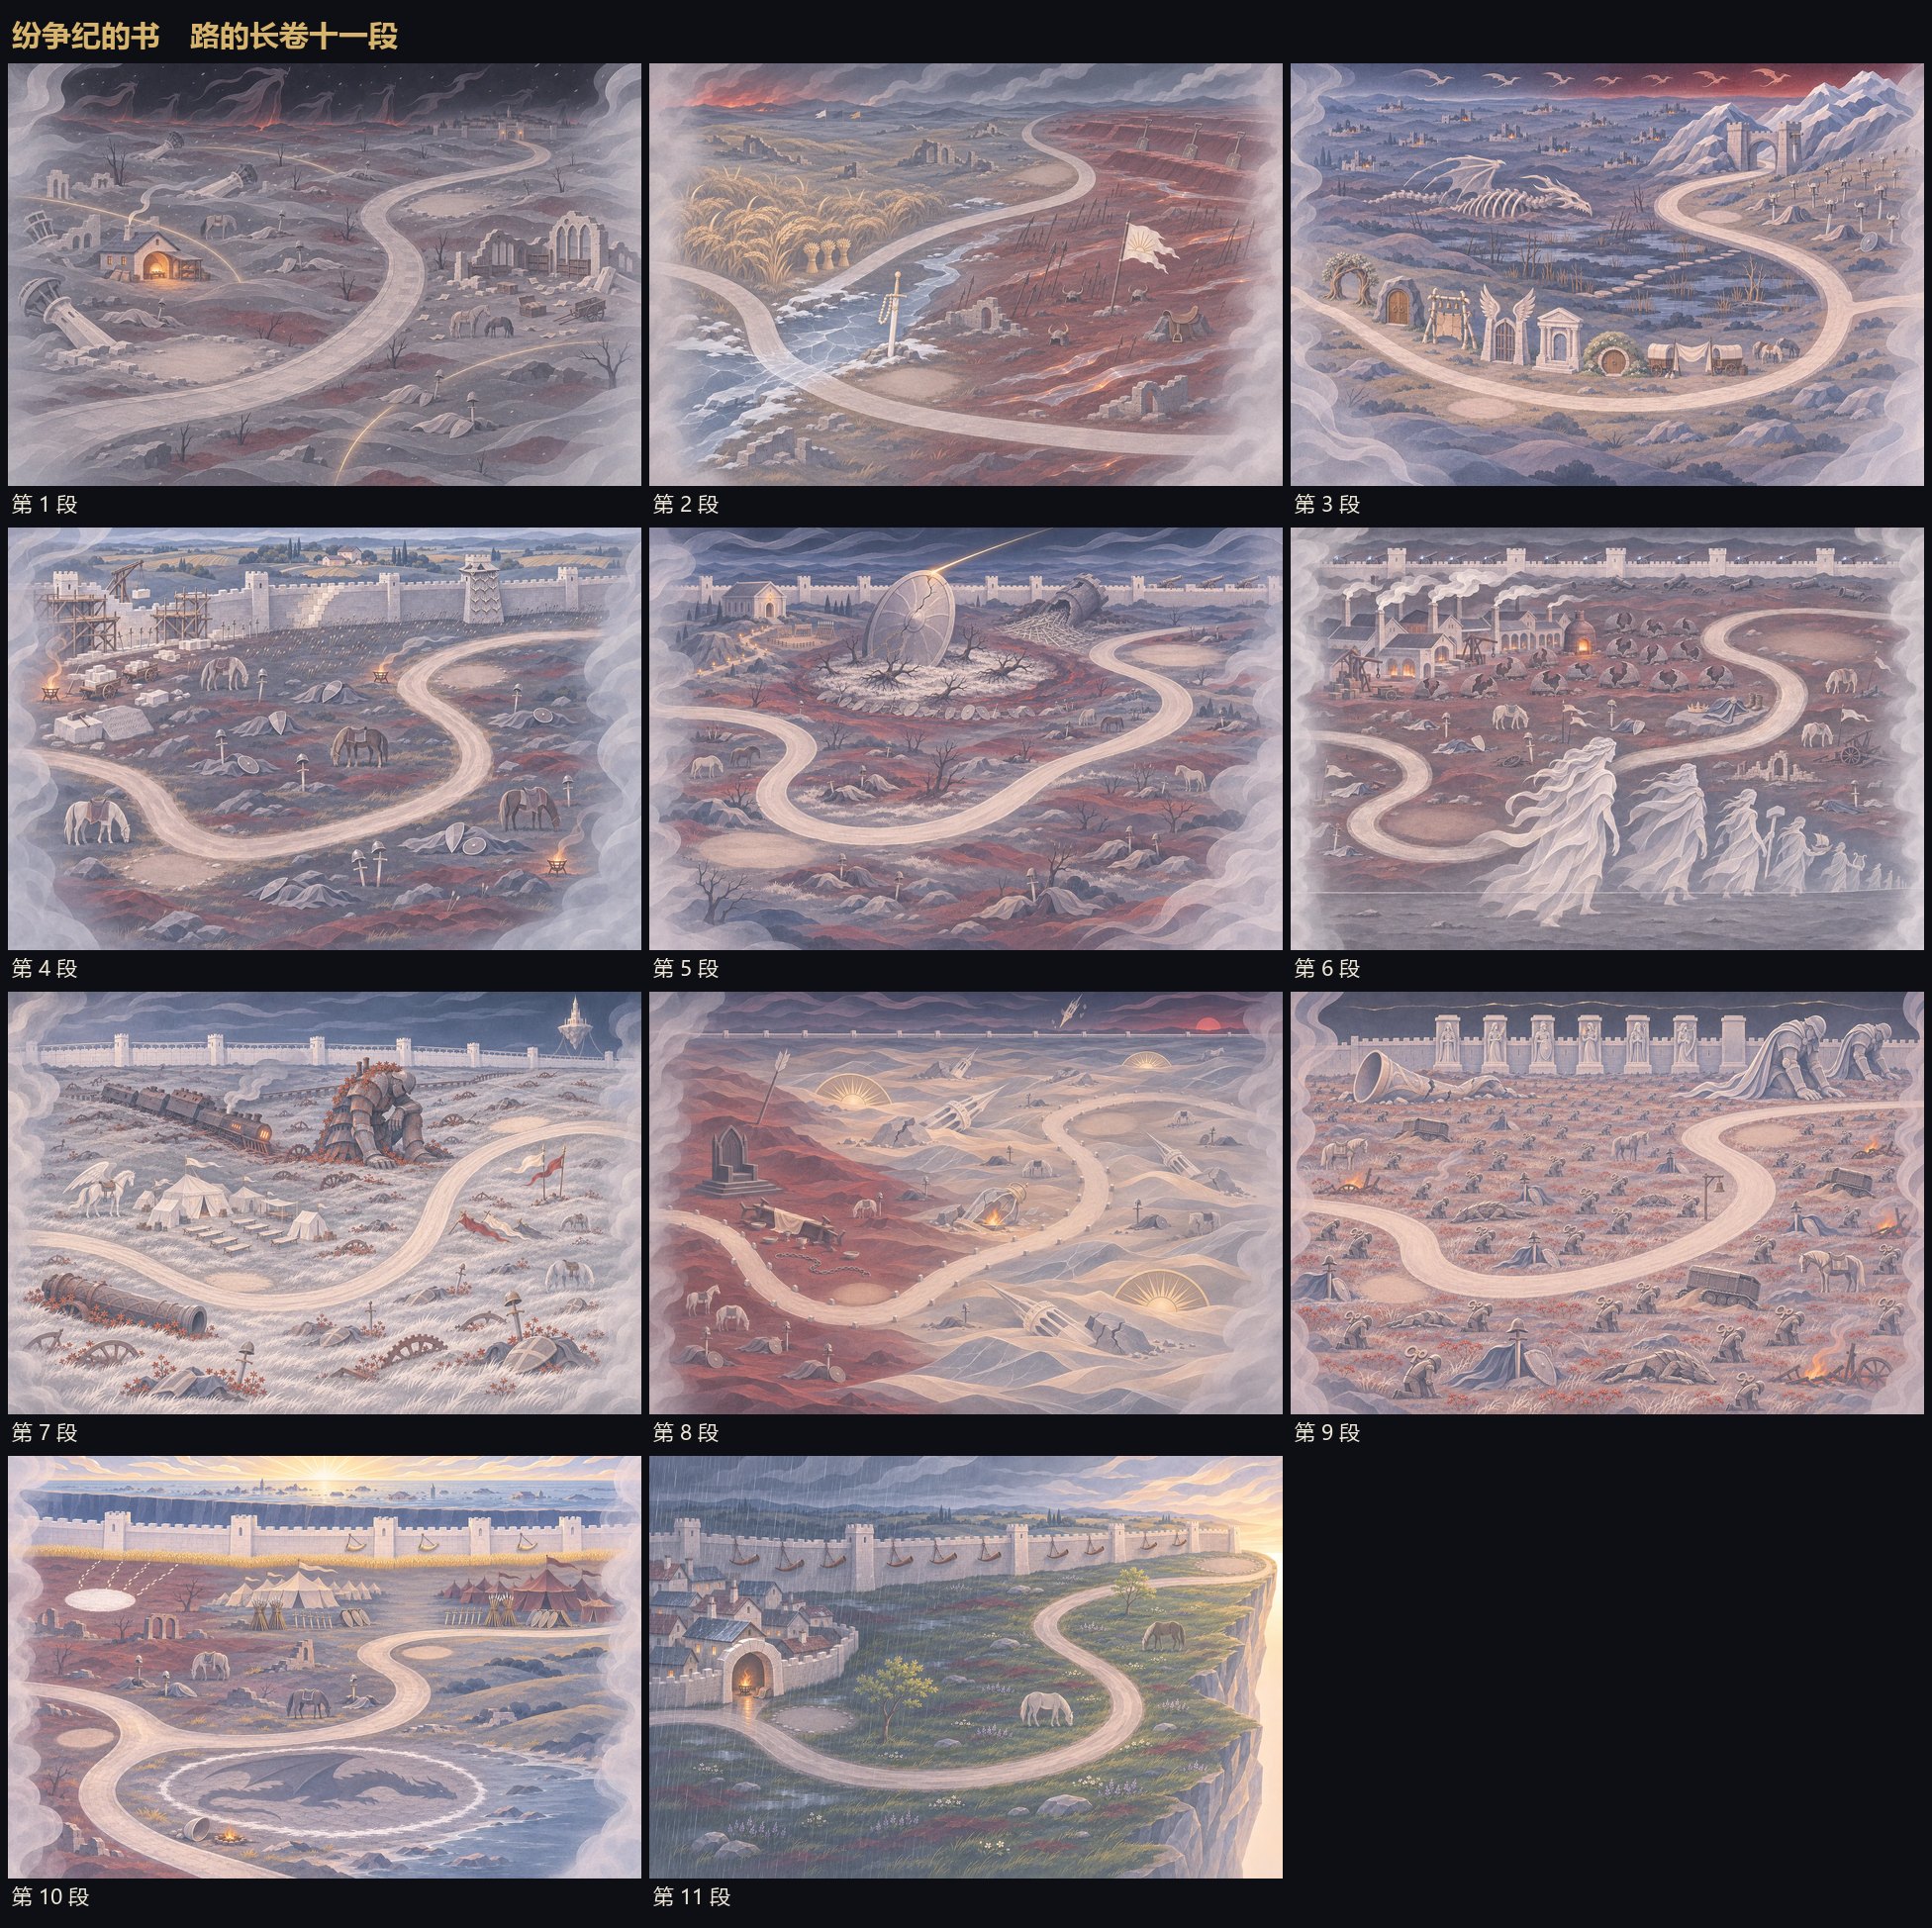 纷争纪的书　路的长卷十一段
第 1 段
第 2 段
第 3 段
第 4 段
第 5 段
第 6 段
第 7 段
第 8 段
第 9 段
第 10 段
第 11 段